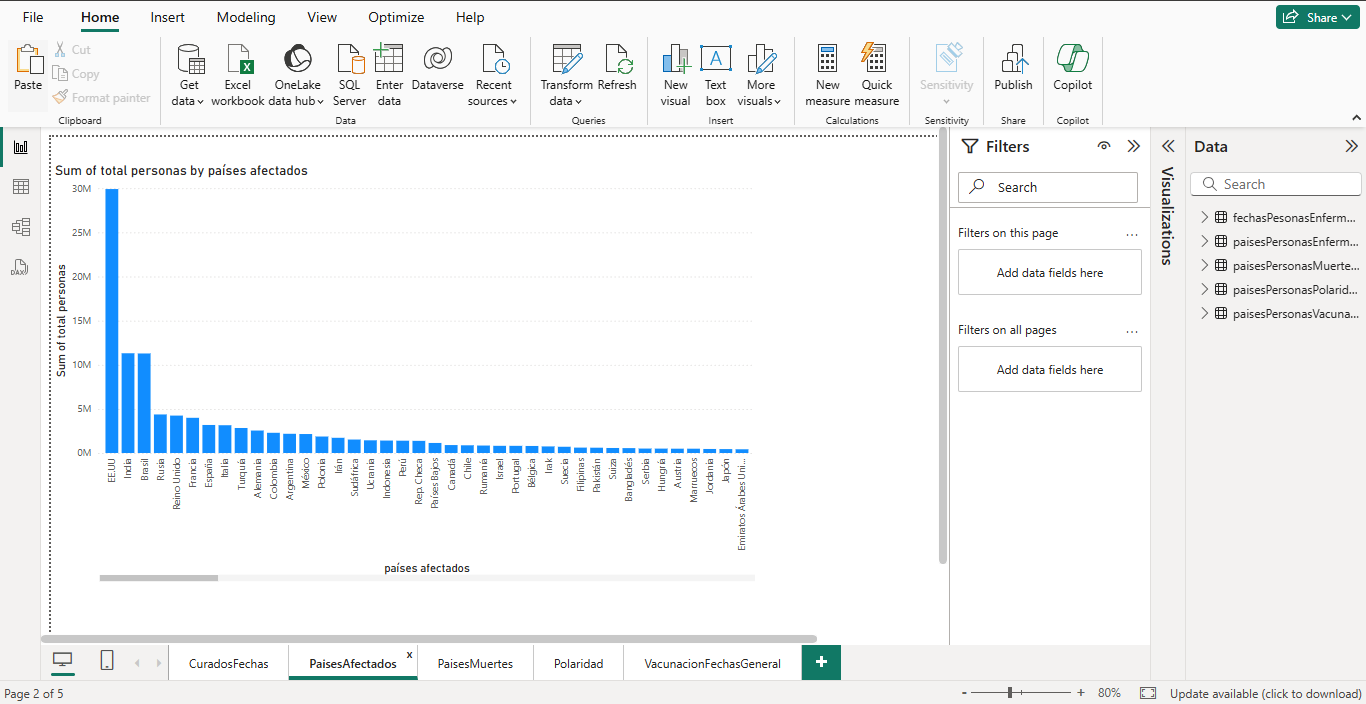 File Home Insert Modeling View Optimize Help Share
Paste
Cut
Copy
Format painter
Clipboard
Get data
Excel workbook
OneLake data hub
SQL Server
Enter data
Dataverse
Recent sources
Data
Transform data
Refresh
Queries
New visual
Text box
More visuals
Insert
New measure
Quick measure
Calculations
Sensitivity
Sensitivity
Publish
Share
Copilot
Copilot
Sum of total personas by países afectados
30M
25M
20M
15M
10M
5M
0M
Sum of total personas
EE.UU
India
Brasil
Rusia
Reino Unido
Francia
España
Italia
Turquía
Alemania
Colombia
Argentina
México
Polonia
Irán
Sudáfrica
Ucrania
Indonesia
Perú
Rep. Checa
Países Bajos
Canadá
Chile
Rumanía
Israel
Portugal
Bélgica
Irak
Suecia
Filipinas
Pakistán
Suiza
Bangladés
Serbia
Hungría
Austria
Marruecos
Jordania
Japón
Emiratos Árabes Uni...
países afectados
Filters
Search
Filters on this page ...
Add data fields here
Filters on all pages ...
Add data fields here
Visualizations
Data
Search
fechasPesonasEnferm...
paisesPersonasEnferm...
paisesPersonasMuerte...
paisesPersonasPolarid...
paisesPersonasVacuna...
CuradosFechas PaisesAfectados x PaisesMuertes Polaridad VacunacionFechasGeneral +
Page 2 of 5
- + 80%
Update available (click to download)
DAX
A
X